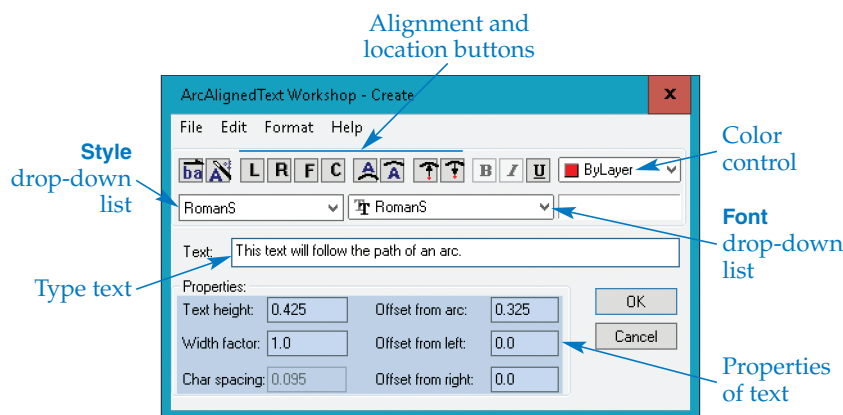 Alignment and
location buttons
ArcAlignedText Workshop - Create
x
File Edit Format Help
Style
drop-down
list
ba A L R F C A A B I U ByLayer
Color
control
RomanS RomanS
Font
drop-down
list
Text: This text will follow the path of an arc.
Type text
Properties:
Text height: 0.425 Offset from arc: 0.325 OK
Width factor: 1.0 Offset from left: 0.0 Cancel
Char spacing: 0.095 Offset from right: 0.0
Properties
of text